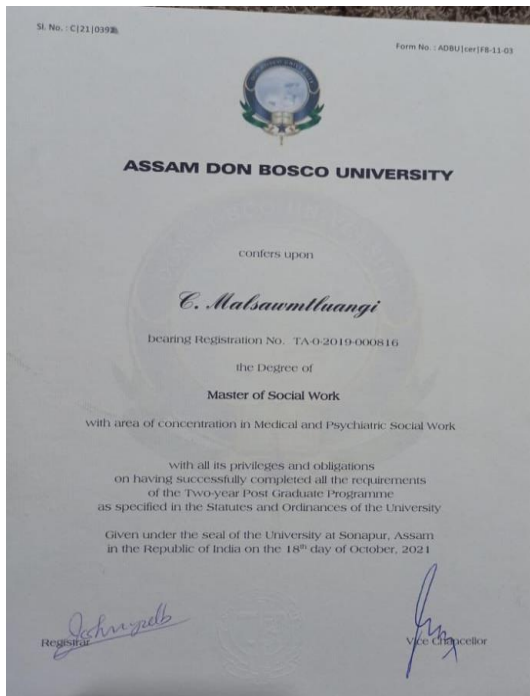 Sl. No. : C|21|0392
Form No. : ADBU|cer|FB-11-03
ASSAM DON BOSCO UNIVERSITY
confers upon
C. Malsawmtluangi
bearing Registration No. TA-0-2019-000816
the Degree of
Master of Social Work
with area of concentration in Medical and Psychiatric Social Work
with all its privileges and obligations
on having successfully completed all the requirements
of the Two-year Post Graduate Programme
as specified in the Statutes and Ordinances of the University
Given under the seal of the University at Sonapur, Assam
in the Republic of India on the 18th day of October, 2021
Registrar
Vice Chancellor